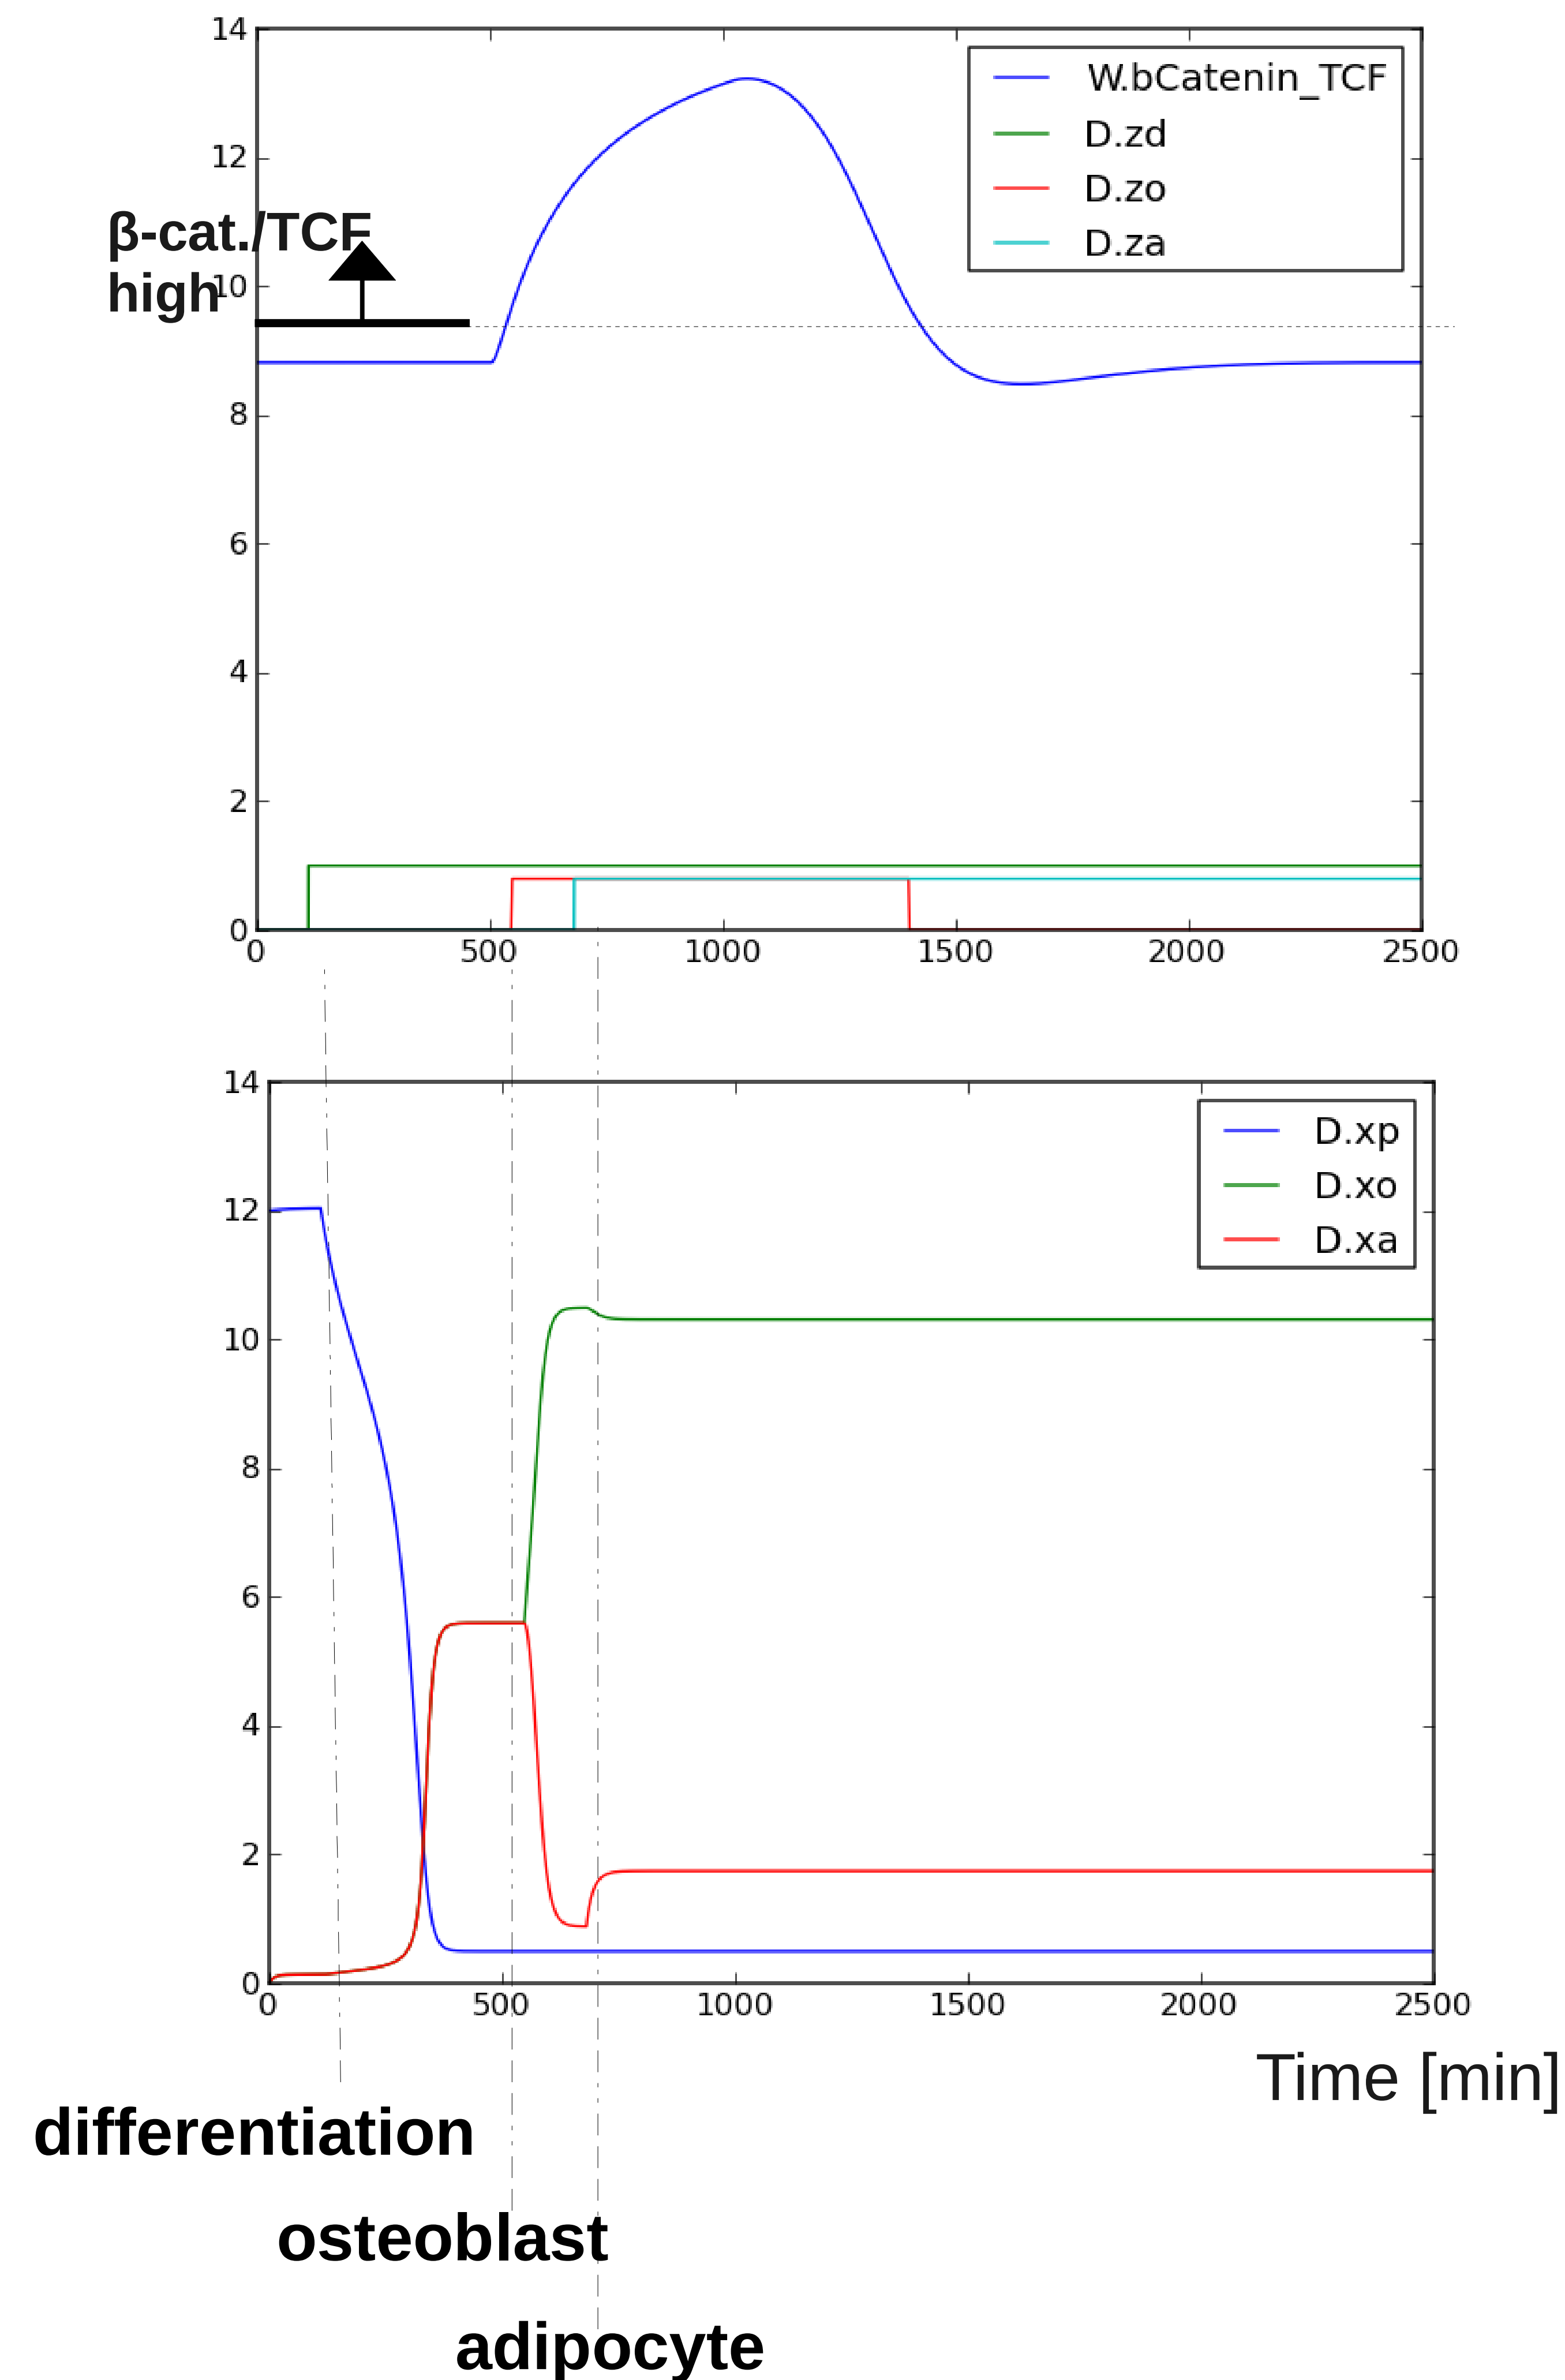 14
W.bCatenin_TCF
D.zd
D.zo
D.za
12
β-cat./TCF
high
10
8
6
4
2
0
0 500 1000 1500 2000 2500
14
D.xp
D.xo
D.xa
12
10
8
6
4
2
0
0 500 1000 1500 2000 2500
Time [min]
differentiation
osteoblast
adipocyte